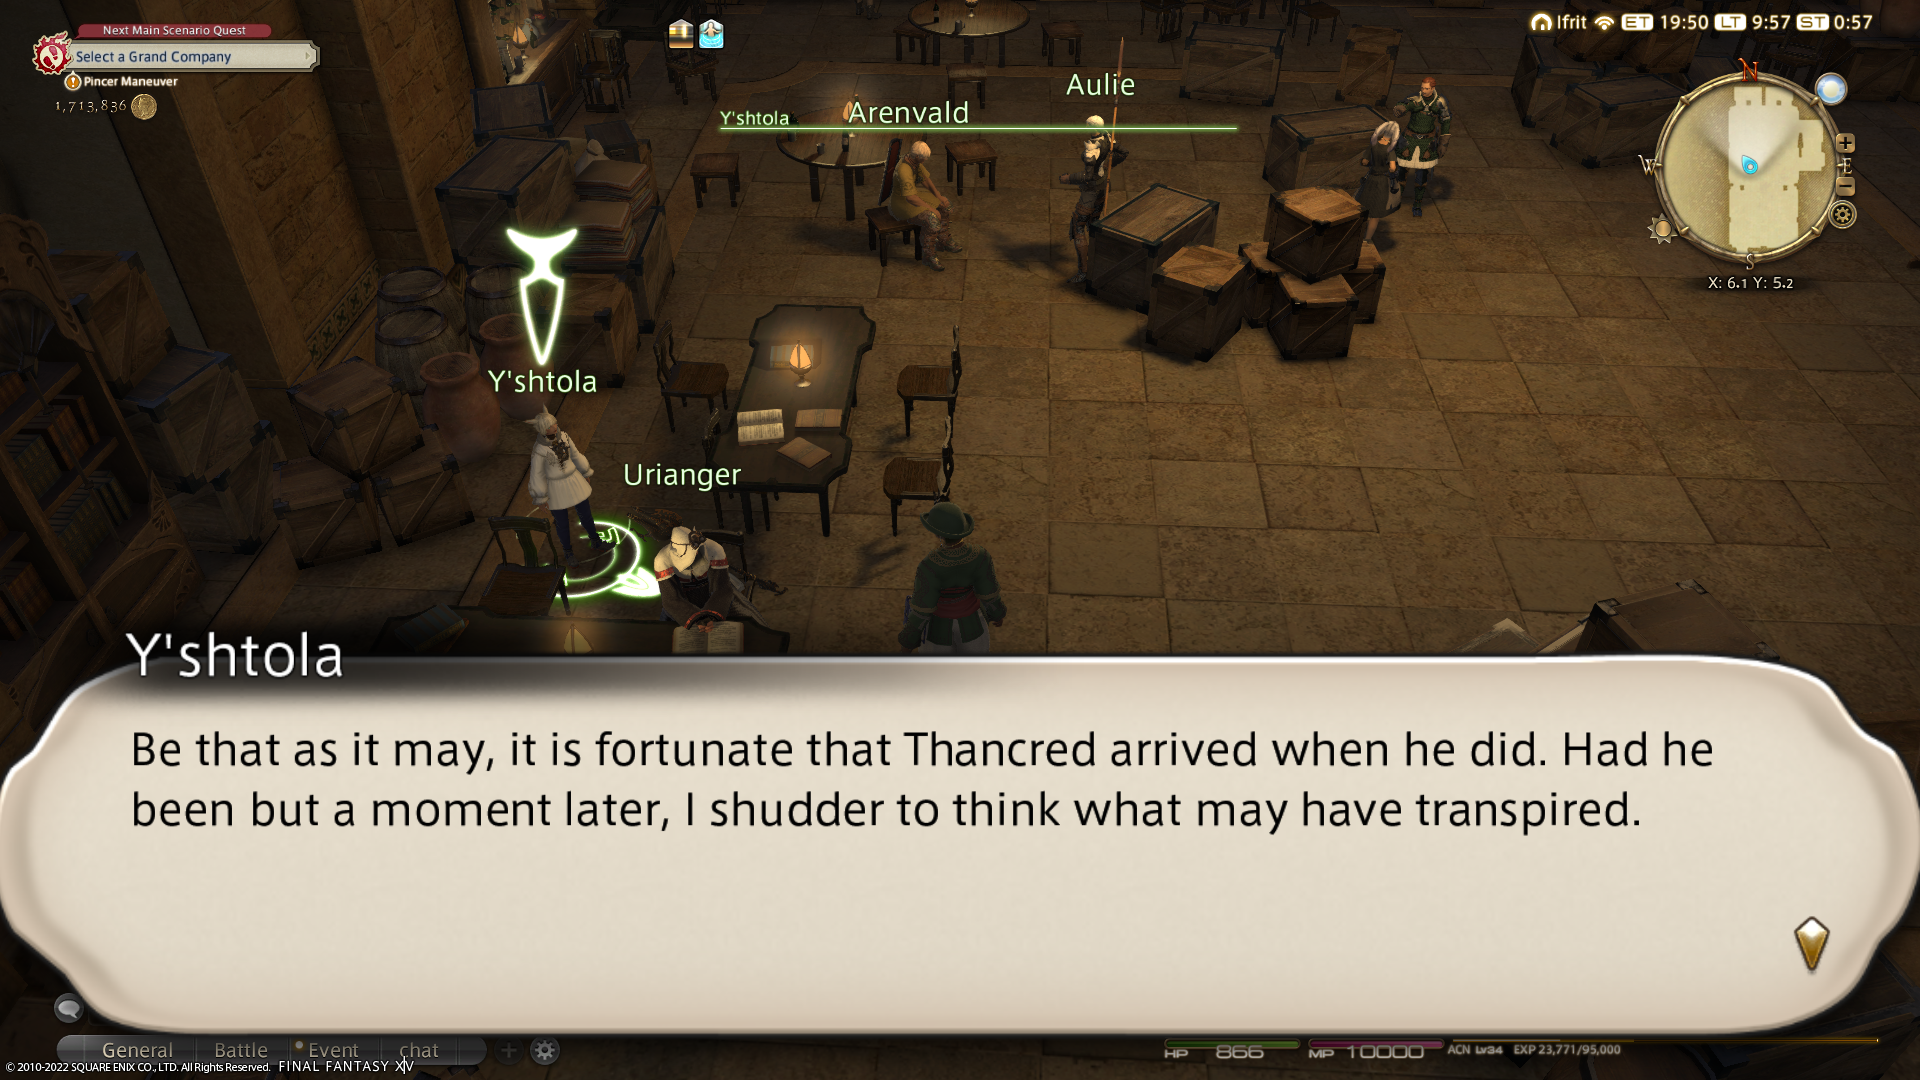 Next Main Scenario Quest
Select a Grand Company
Pincer Maneuver
1,713,836
Ifrit ET 19:50 LT 9:57 ST 0:57
N
W
E
S
X: 6.1 Y: 5.2
Aulie
Arenvald
Y'shtola
Y'shtola
Urianger
Y'shtola
Be that as it may, it is fortunate that Thancred arrived when he did. Had he
been but a moment later, I shudder to think what may have transpired.
General Battle Event chat
HP 866 MP 10000 ACN Lv34 EXP 23,771/95,000
© 2010-2022 SQUARE ENIX CO., LTD. All Rights Reserved. FINAL FANTASY XIV